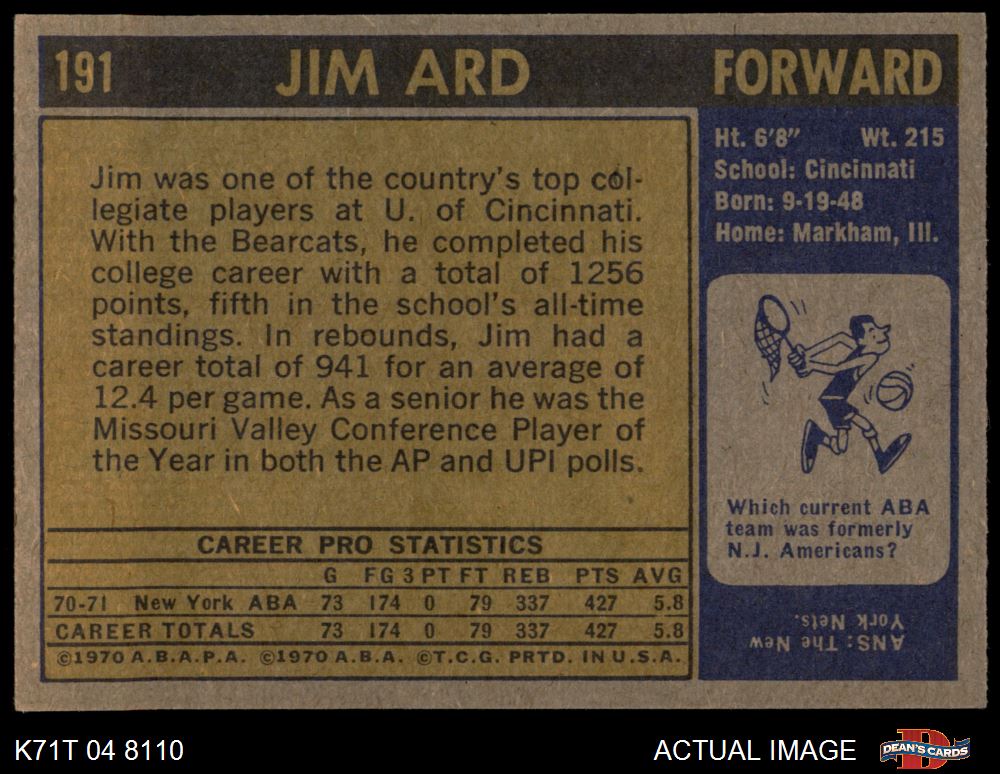 191 JIM ARD FORWARD
Jim was one of the country's top col-
legiate players at U. of Cincinnati.
With the Bearcats, he completed his
college career with a total of 1256
points, fifth in the school's all-time
standings. In rebounds, Jim had a
career total of 941 for an average of
12.4 per game. As a senior he was the
Missouri Valley Conference Player of
the Year in both the AP and UPI polls.
CAREER PRO STATISTICS
G FG 3PT FT REB PTS AVG
70-71 New York ABA 73 174 0 79 337 427 5.8
CAREER TOTALS 73 174 0 79 337 427 5.8
©1970 A.B.A.P.A. ©1970 A.B.A. ©T.C.G. PRTD. IN U.S.A.
Ht. 6'8" Wt. 215
School: Cincinnati
Born: 9-19-48
Home: Markham, Ill.
Which current ABA
team was formerly
N.J. Americans?
ANS: The New
York Nets.
K71T 04 8110 ACTUAL IMAGE DEAN'S CARDS